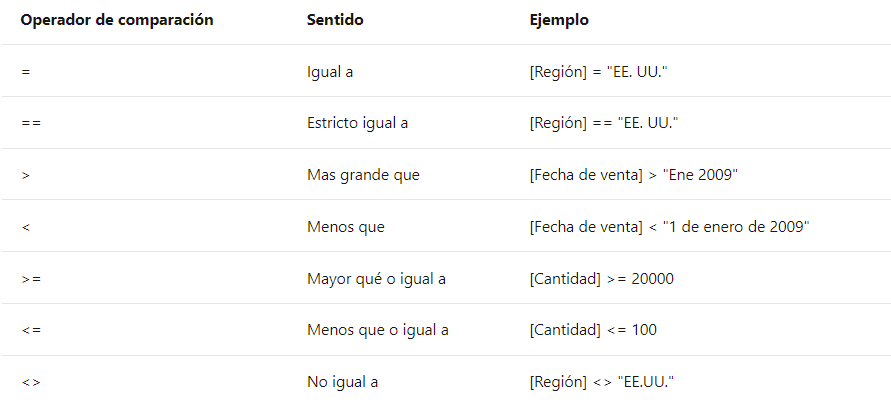 Operador de comparación Sentido Ejemplo
= Igual a [Región] = "EE. UU."
== Estricto igual a [Región] == "EE. UU."
> Mas grande que [Fecha de venta] > "Ene 2009"
< Menos que [Fecha de venta] < "1 de enero de 2009"
>= Mayor qué o igual a [Cantidad] >= 20000
<= Menos que o igual a [Cantidad] <= 100
<> No igual a [Región] <> "EE.UU."